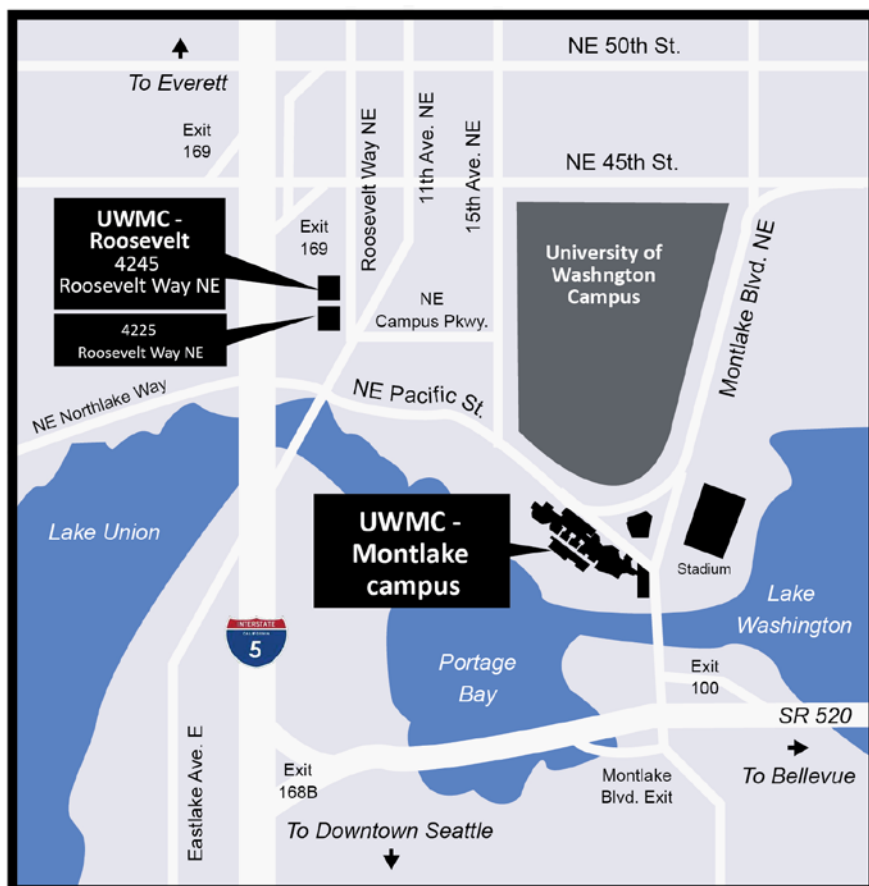 NE 50th St.
To Everett
Exit
169
Roosevelt Way NE
11th Ave. NE
15th Ave. NE
NE 45th St.
UWMC -
Roosevelt
4245
Roosevelt Way NE
Exit
169
4225
Roosevelt Way NE
NE
Campus Pkwy.
University of
Washngton
Campus
Montlake Blvd. NE
NE Northlake Way
NE Pacific St.
Lake Union
UWMC -
Montlake
campus
Stadium
Lake
Washington
INTERSTATE
CALIFORNIA
5
Portage
Bay
Exit
100
SR 520
To Bellevue
Eastlake Ave. E
Exit
168B
Montlake
Blvd. Exit
To Downtown Seattle